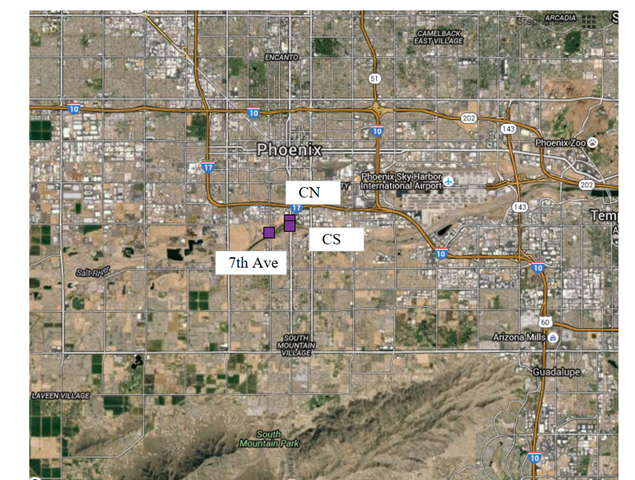 ARCADIA
CAMELBACK
EAST VILLAGE
ENCANTO
51
10
10
10
202
143
Phoenix
Phoenix Zoo
17
Phoenix Sky Harbor
International Airport
202
CN
17
143
CS
7th Ave
10
10
Salt River
60
Arizona Mills
SOUTH
MOUNTAIN
VILLAGE
Guadalupe
LAVEEN VILLAGE
South
Mountain Park
10